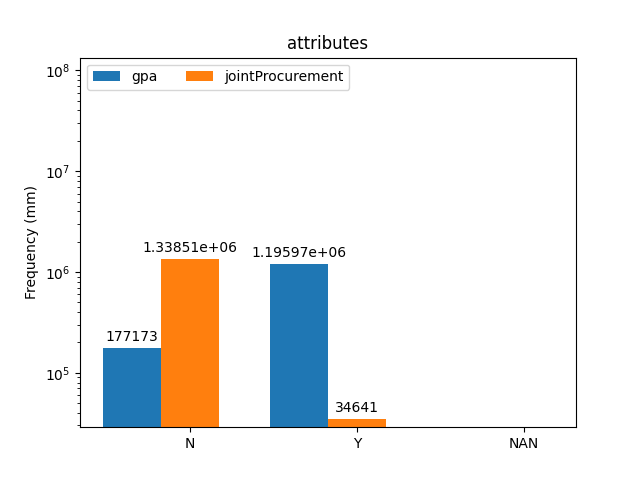 attributes
gpa jointProcurement
10^8
10^7
10^6
10^5
Frequency (mm)
1.33851e+06
1.19597e+06
177173
34641
N Y NAN